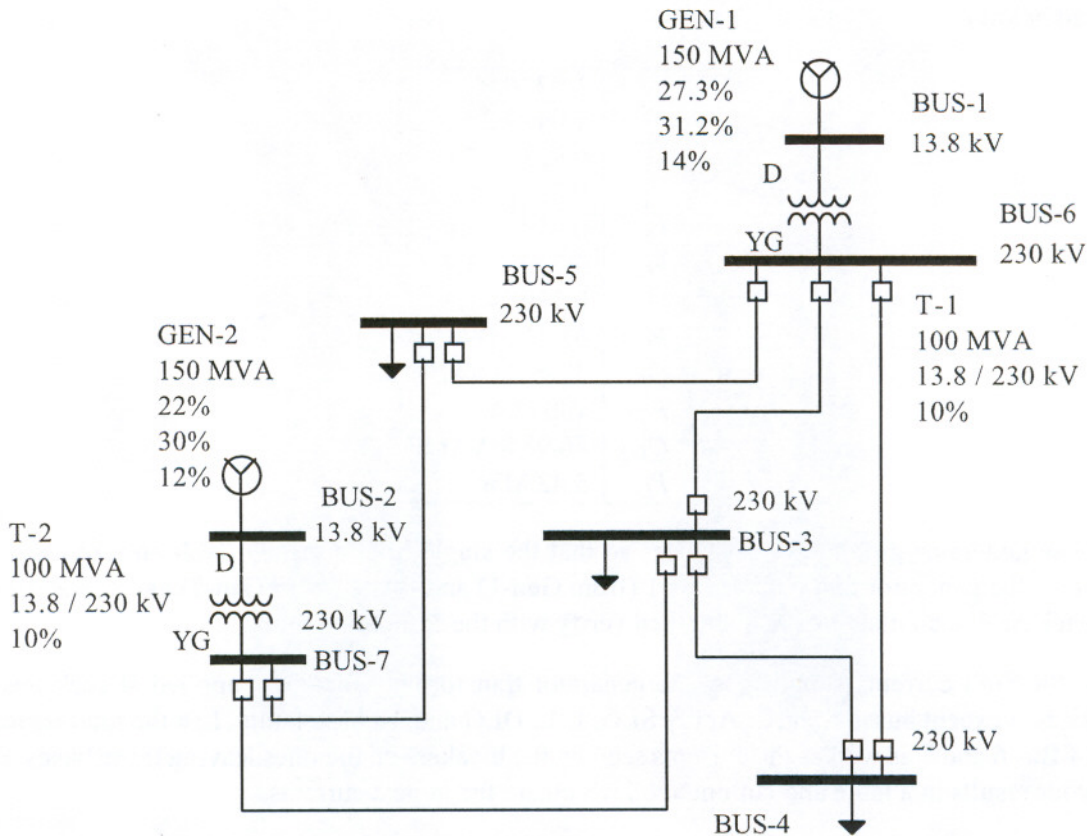 GEN-1
150 MVA
27.3%
31.2%
14%
BUS-1
13.8 kV
D
YG
BUS-6
230 kV
T-1
100 MVA
13.8 / 230 kV
10%
BUS-5
230 kV
GEN-2
150 MVA
22%
30%
12%
BUS-2
13.8 kV
T-2
100 MVA
13.8 / 230 kV
10%
D
YG
230 kV
BUS-7
230 kV
BUS-3
230 kV
BUS-4